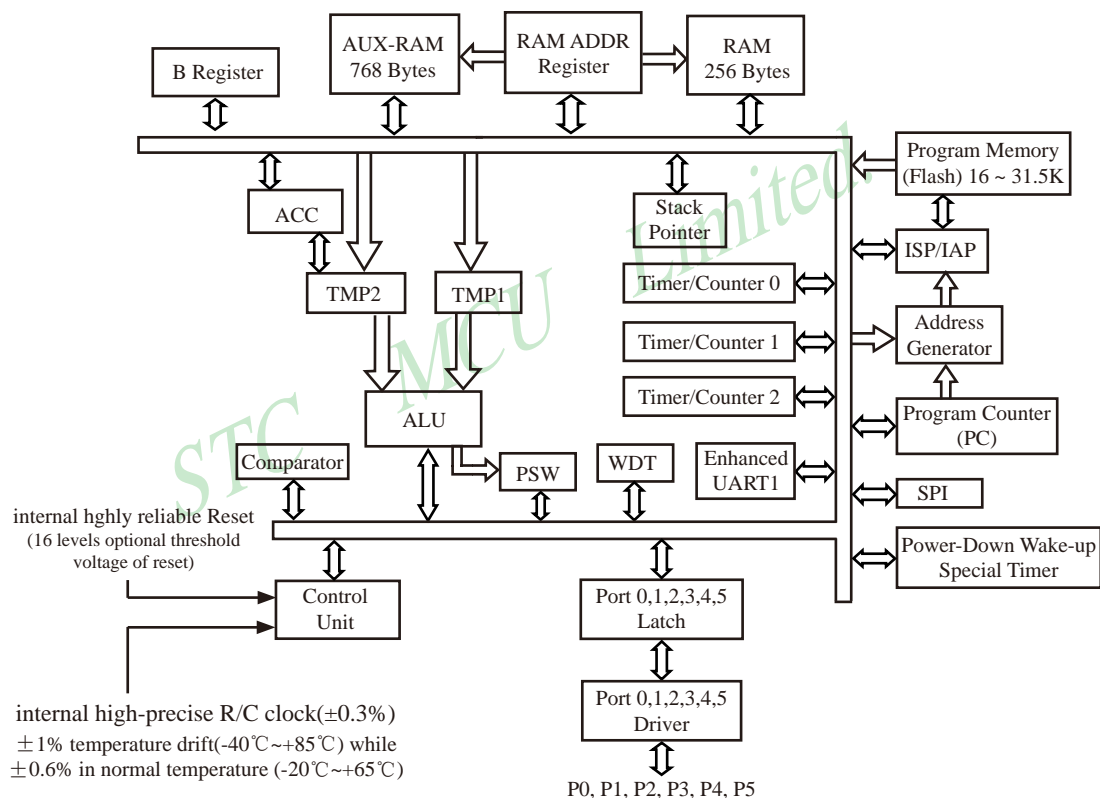 B Register
AUX-RAM
768 Bytes
RAM ADDR
Register
RAM
256 Bytes
Program Memory
(Flash) 16 ~ 31.5K
ACC
Stack
Pointer
ISP/IAP
TMP2
TMP1
Timer/Counter 0
Address
Generator
Timer/Counter 1
Timer/Counter 2
ALU
Program Counter
(PC)
Comparator
PSW
WDT
Enhanced
UART1
SPI
STC MCU Limited.
internal hghly reliable Reset
(16 levels optional threshold
voltage of reset)
Power-Down Wake-up
Special Timer
Control
Unit
Port 0,1,2,3,4,5
Latch
internal high-precise R/C clock(±0.3%)
±1% temperature drift(-40℃~+85℃) while
±0.6% in normal temperature (-20℃~+65℃)
Port 0,1,2,3,4,5
Driver
P0, P1, P2, P3, P4, P5